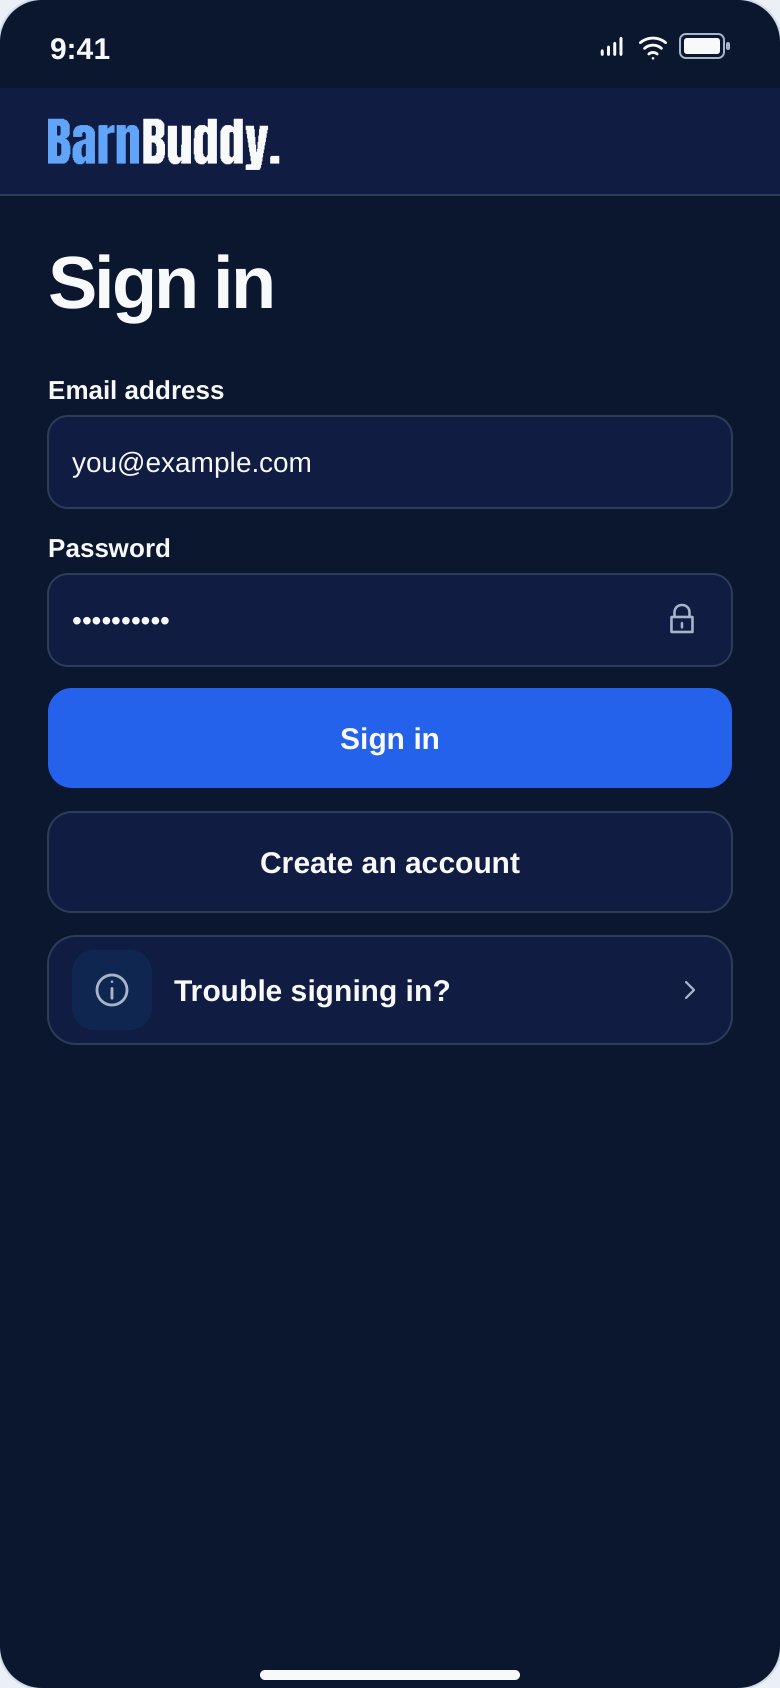 9:41
BarnBuddy.
Sign in
Email address
you@example.com
Password
••••••••••
Sign in
Create an account
Trouble signing in?